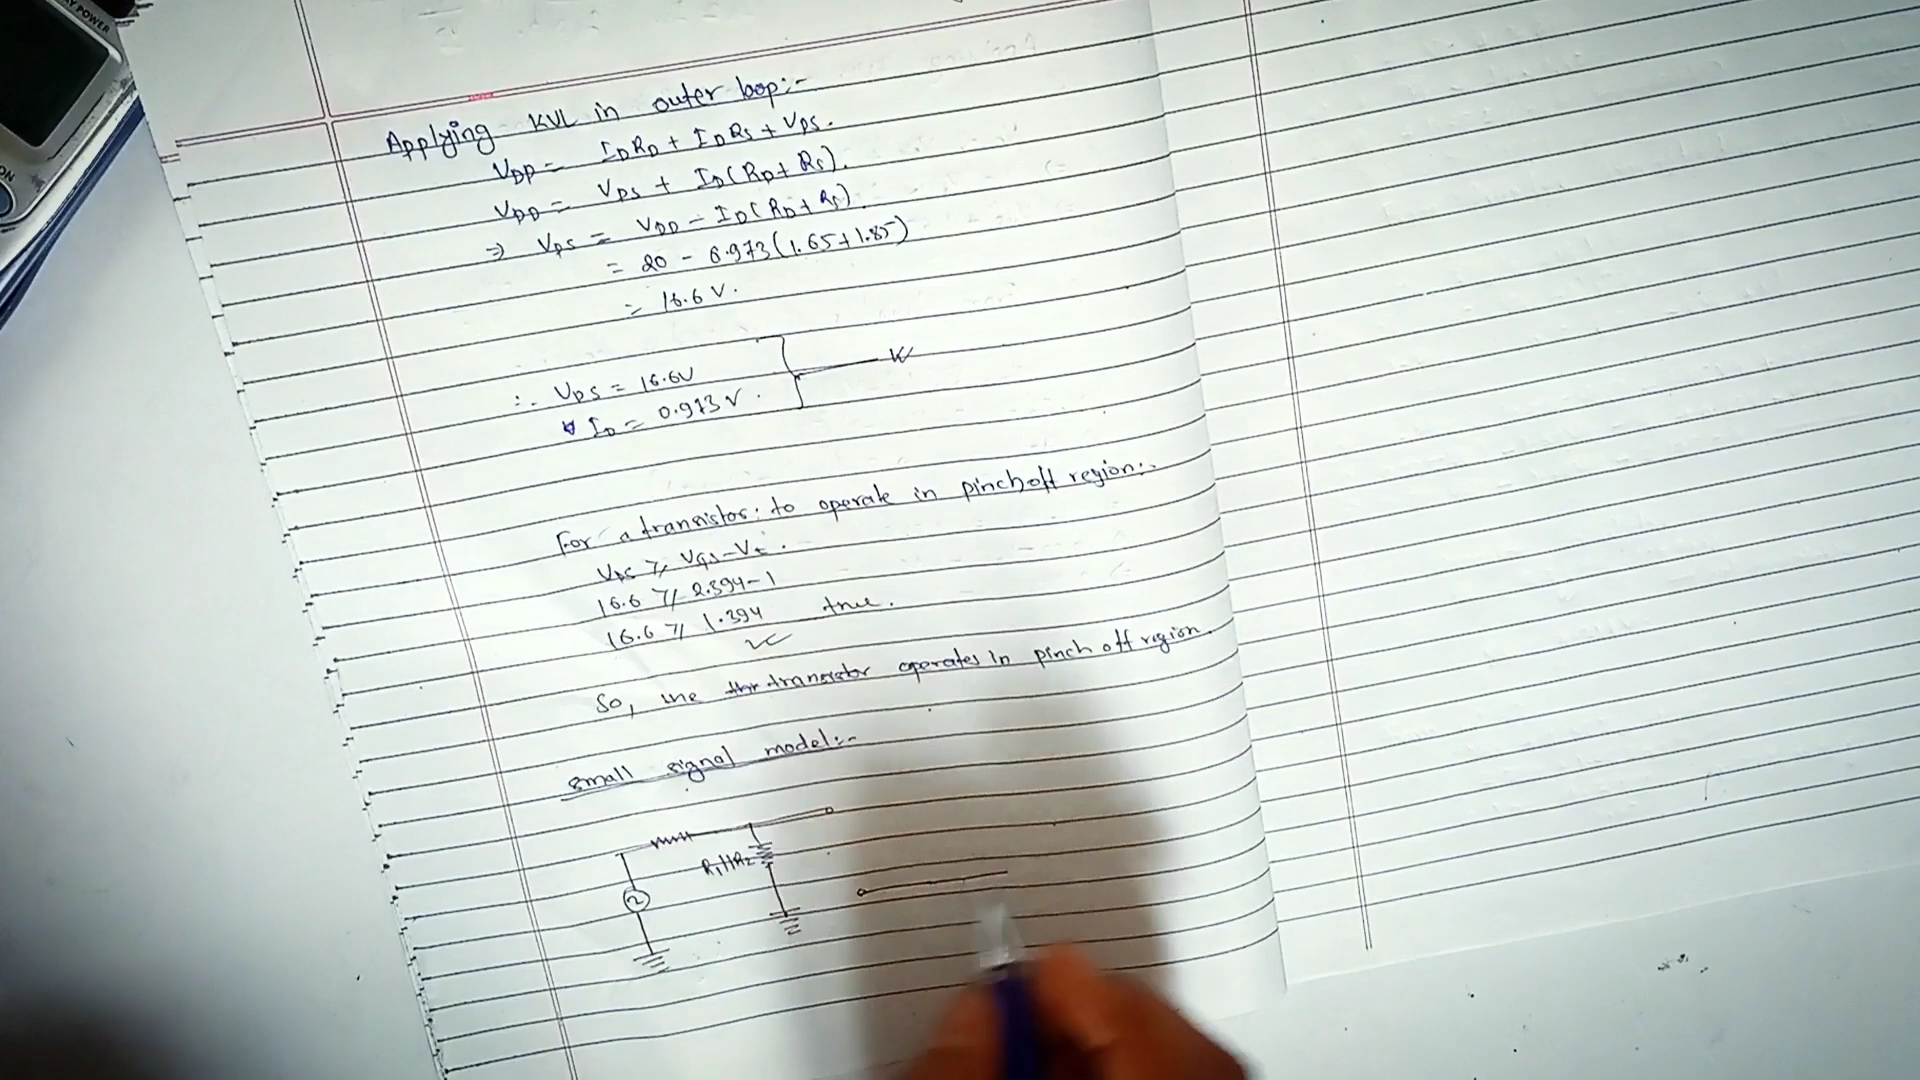 Y POWER
ON
Applying KVL in outer loop:-
VDD = IDRD + IDRS + VDS.
VDD = VDS + ID(RD+RS).
⇒ VDS = VDD - ID(RD+RS)
= 20 - 0.973(1.65+1.85)
= 16.6 V.
∴ VDS = 16.6V
& ID = 0.973 V.
For a transistor: to operate in pinchoff region:-
VDS ≥ VGS-Vt.
16.6 ≥ 2.394-1
16.6 ≥ 1.394 true.
So, the transistor operates in pinch off region.
small signal model:-
R1||R2